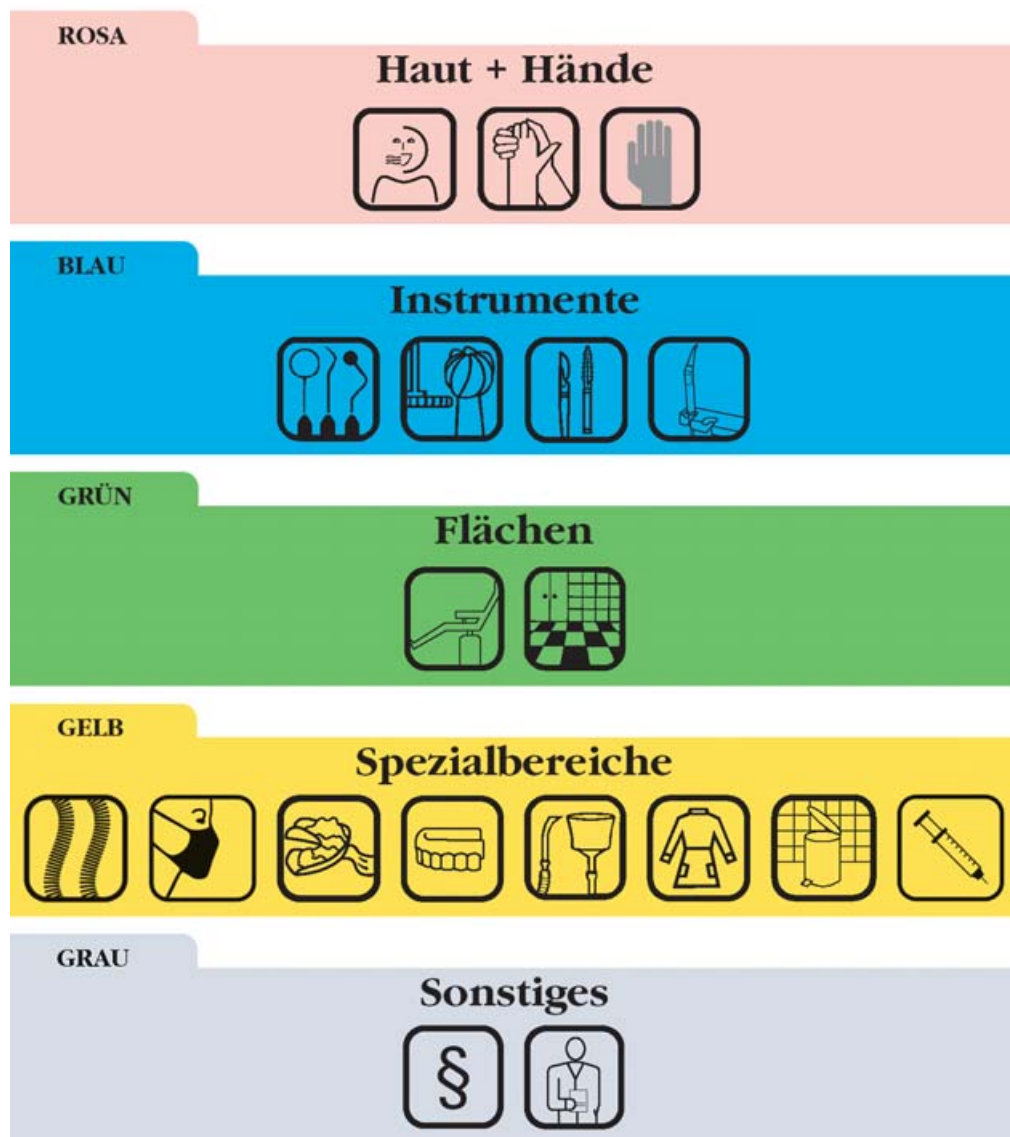 ROSA
Haut + Hände
BLAU
Instrumente
GRÜN
Flächen
GELB
Spezialbereiche
GRAU
Sonstiges
§